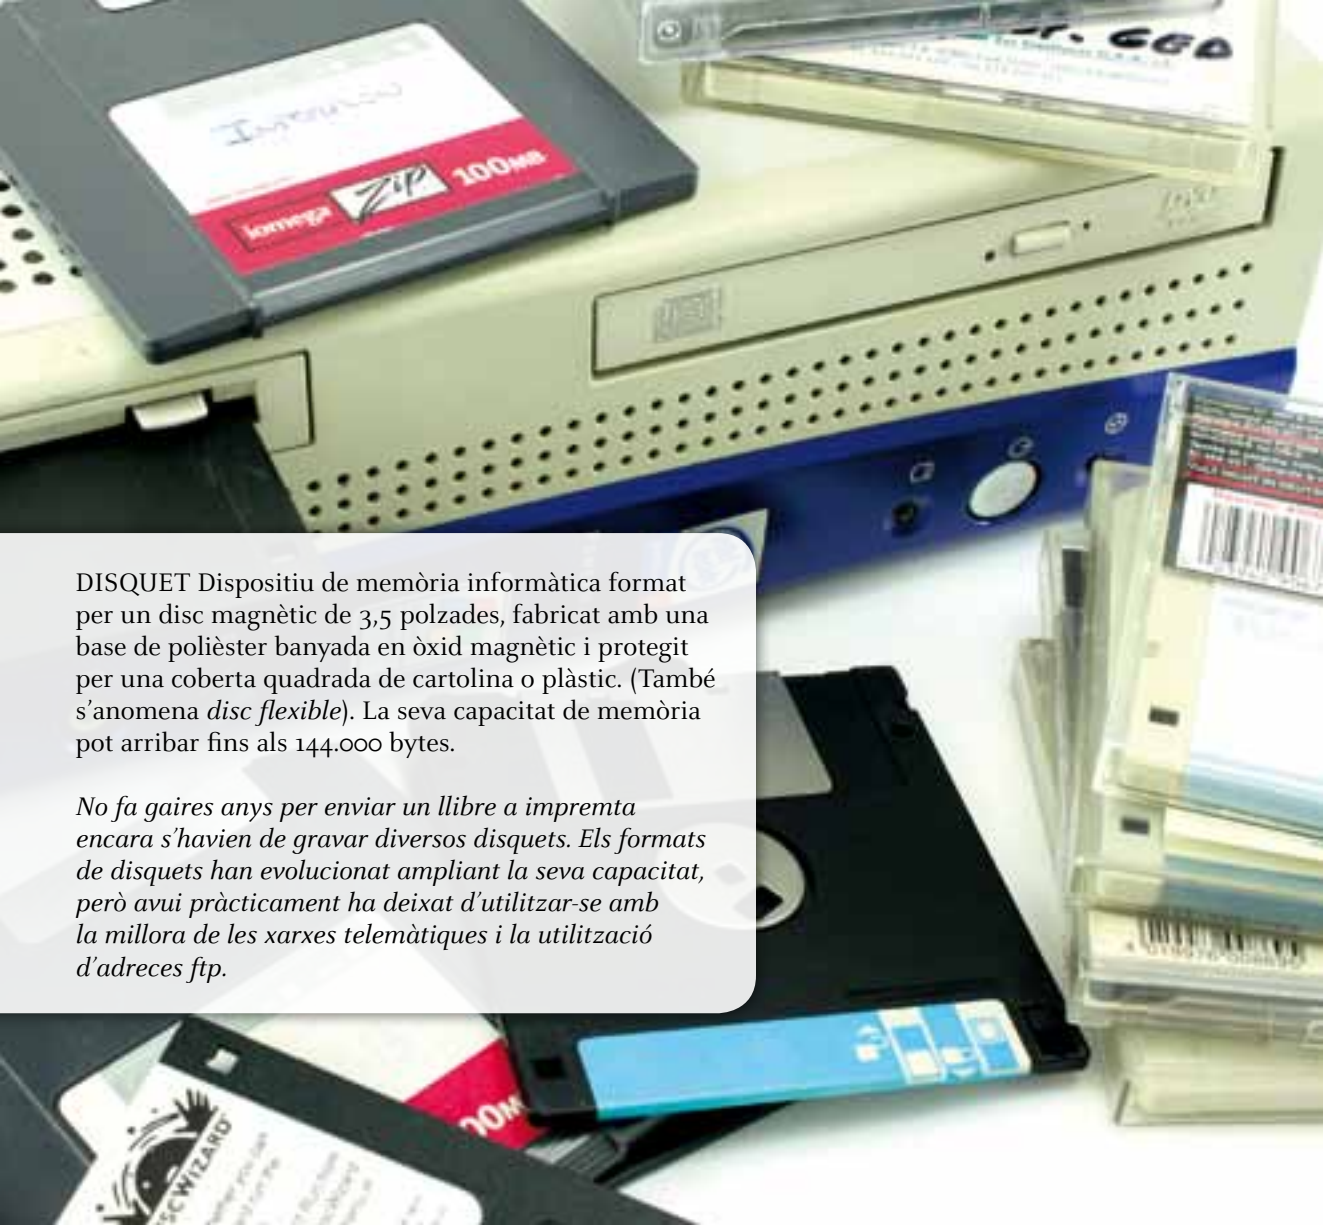 GED
iomega Zip 100MB
DISQUET Dispositiu de memòria informàtica format
per un disc magnètic de 3,5 polzades, fabricat amb una
base de polièster banyada en òxid magnètic i protegit
per una coberta quadrada de cartolina o plàstic. (També
s’anomena disc flexible). La seva capacitat de memòria
pot arribar fins als 144.000 bytes.
No fa gaires anys per enviar un llibre a impremta
encara s’havien de gravar diversos disquets. Els formats
de disquets han evolucionat ampliant la seva capacitat,
però avui pràcticament ha deixat d’utilitzar-se amb
la millora de les xarxes telemàtiques i la utilització
d’adreces ftp.